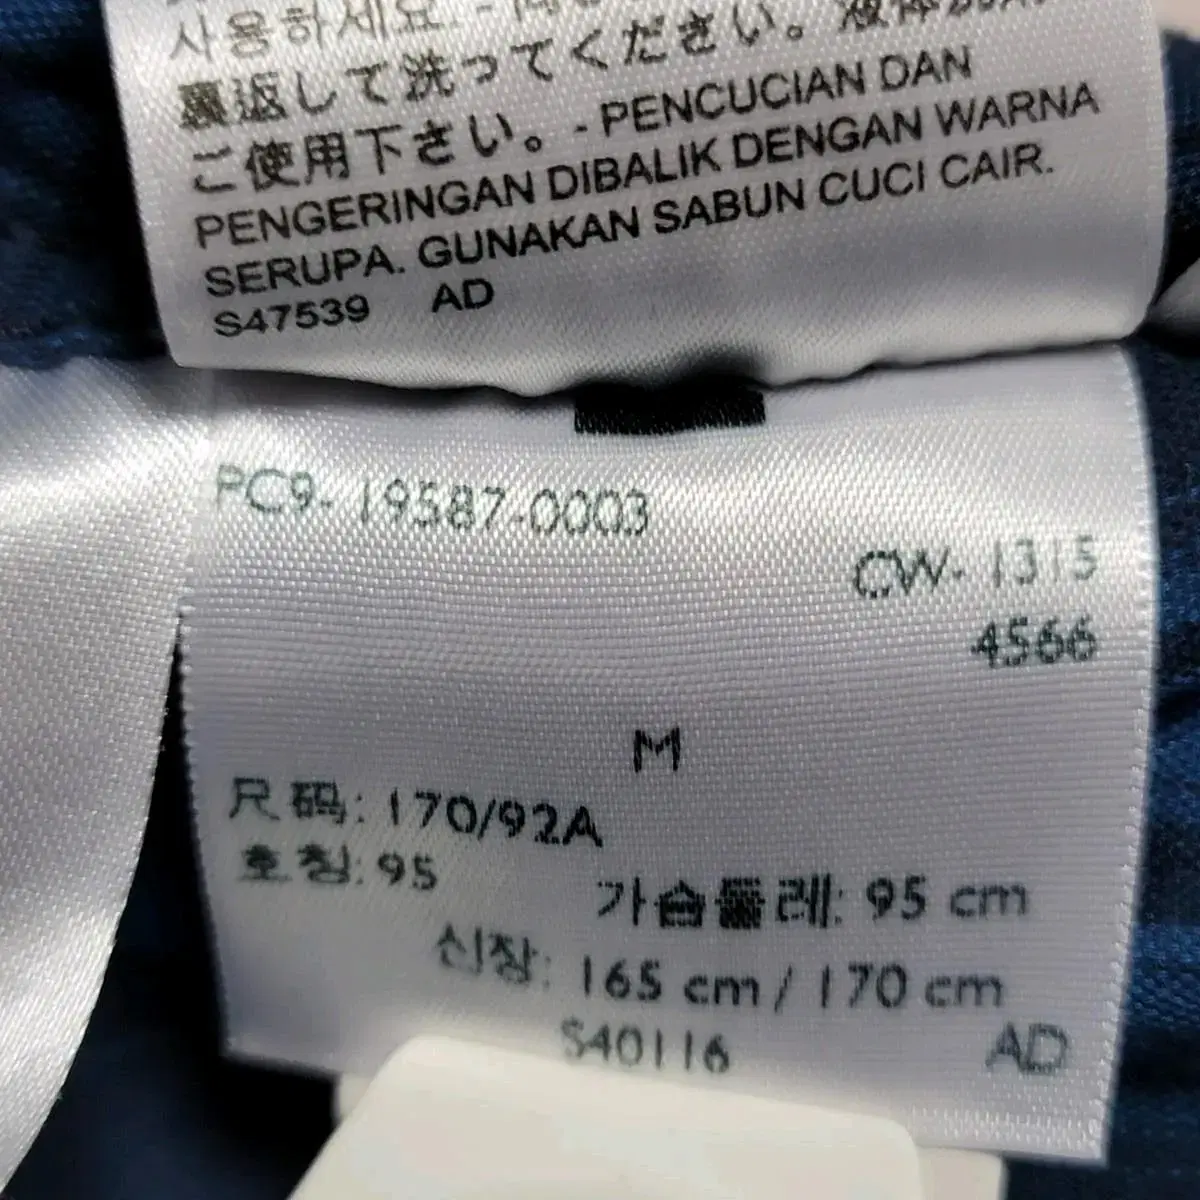 사용하세요. -
裏返して洗ってください。液体洗剤
ご使用下さい。- PENCUCIAN DAN
PENGERINGAN DIBALIK DENGAN WARNA
SERUPA. GUNAKAN SABUN CUCI CAIR.
S47539 AD
PC9-19587-0003
CW-1315
4566
M
尺码: 170/92A
호칭: 95
가슴둘레: 95 cm
신장: 165 cm / 170 cm
S40116 AD